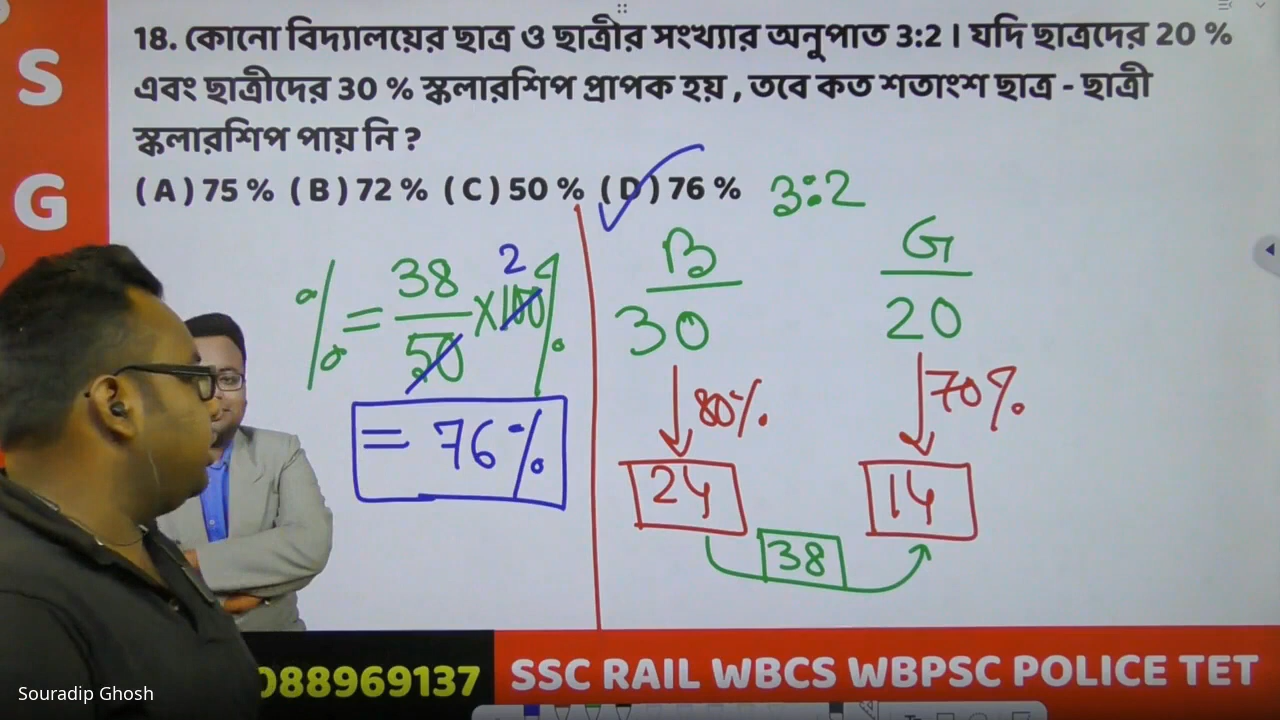 S
G
18. কোনো বিদ্যালয়ের ছাত্র ও ছাত্রীর সংখ্যার অনুপাত 3:2 । যদি ছাত্রদের 20 %
এবং ছাত্রীদের 30 % স্কলারশিপ প্রাপক হয় , তবে কত শতাংশ ছাত্র - ছাত্রী
স্কলারশিপ পায় নি ?
( A ) 75 % ( B ) 72 % ( C ) 50 % ( D ) 76 %
3:2
B G
30 20
80% 70%
24 14
38
% = 38/50 × 100 %
2
= 76%
088969137
SSC RAIL WBCS WBPSC POLICE TET
Souradip Ghosh